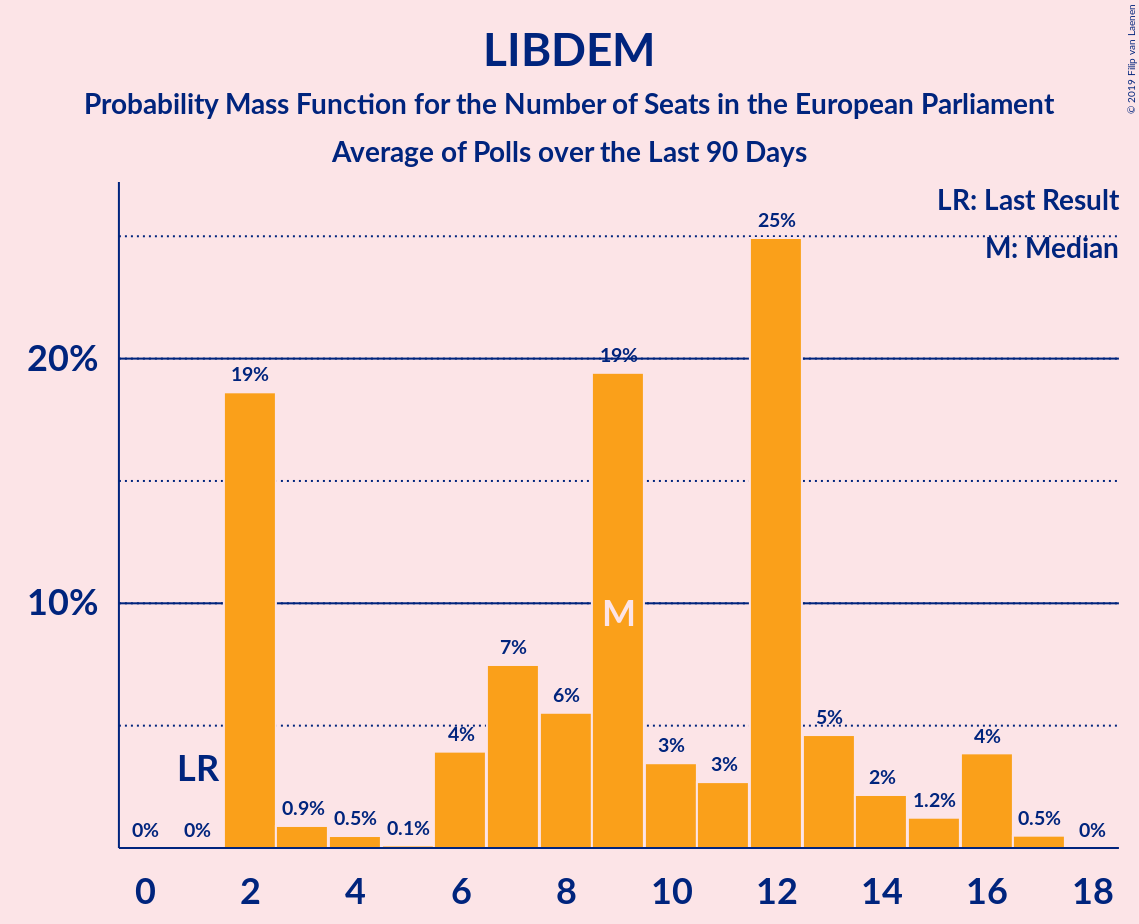 © 2019 Filip van Laenen
LIBDEM
Probability Mass Function for the Number of Seats in the European Parliament
Average of Polls over the Last 90 Days
LR: Last Result
M: Median
20%
10%
0%
0%
19%
0.9%
0.5%
0.1%
4%
7%
6%
19%
3%
3%
25%
5%
2%
1.2%
4%
0.5%
0%
LR
M
0 2 4 6 8 10 12 14 16 18